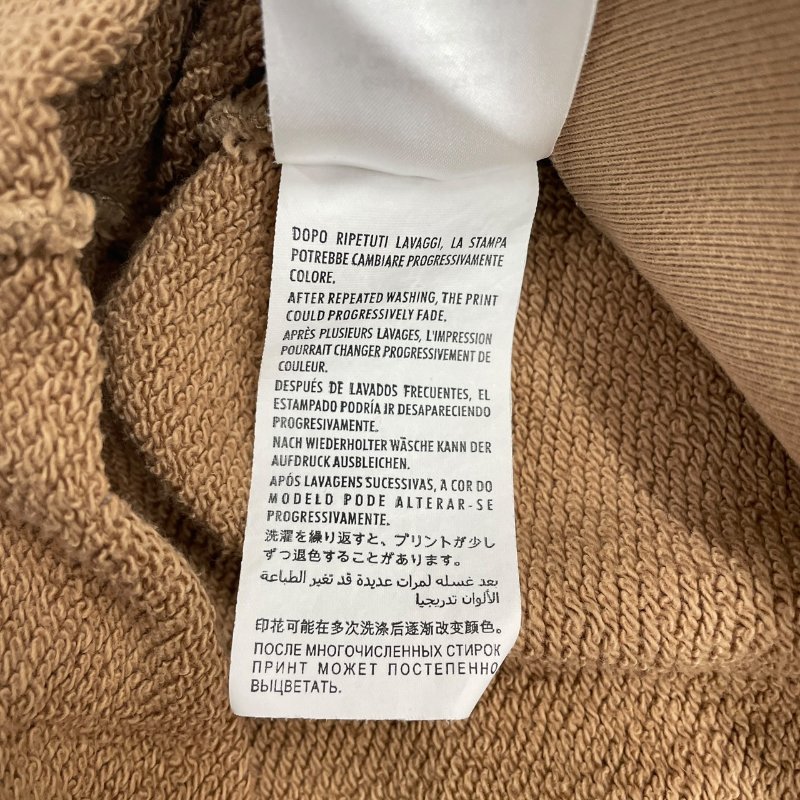 DOPO RIPETUTI LAVAGGI, LA STAMPA
POTREBBE CAMBIARE PROGRESSIVAMENTE
COLORE.
AFTER REPEATED WASHING, THE PRINT
COULD PROGRESSIVELY FADE.
APRÈS PLUSIEURS LAVAGES, L'IMPRESSION
POURRAIT CHANGER PROGRESSIVEMENT DE
COULEUR.
DESPUÉS DE LAVADOS FRECUENTES, EL
ESTAMPADO PODRÍA IR DESAPARECIENDO
PROGRESIVAMENTE.
NACH WIEDERHOLTER WÄSCHE KANN DER
AUFDRUCK AUSBLEICHEN.
APÓS LAVAGENS SUCESSIVAS, A COR DO
MODELO PODE ALTERAR-SE
PROGRESSIVAMENTE.
洗濯を繰り返すと、プリントが少し
ずつ退色することがあります。
بعد غسله لمرات عديدة قد تغير الطباعة
الألوان تدريجيا
印花可能在多次洗涤后逐渐改变颜色。
ПОСЛЕ МНОГОЧИСЛЕННЫХ СТИРОК
ПРИНТ МОЖЕТ ПОСТЕПЕННО
ВЫЦВЕТАТЬ.